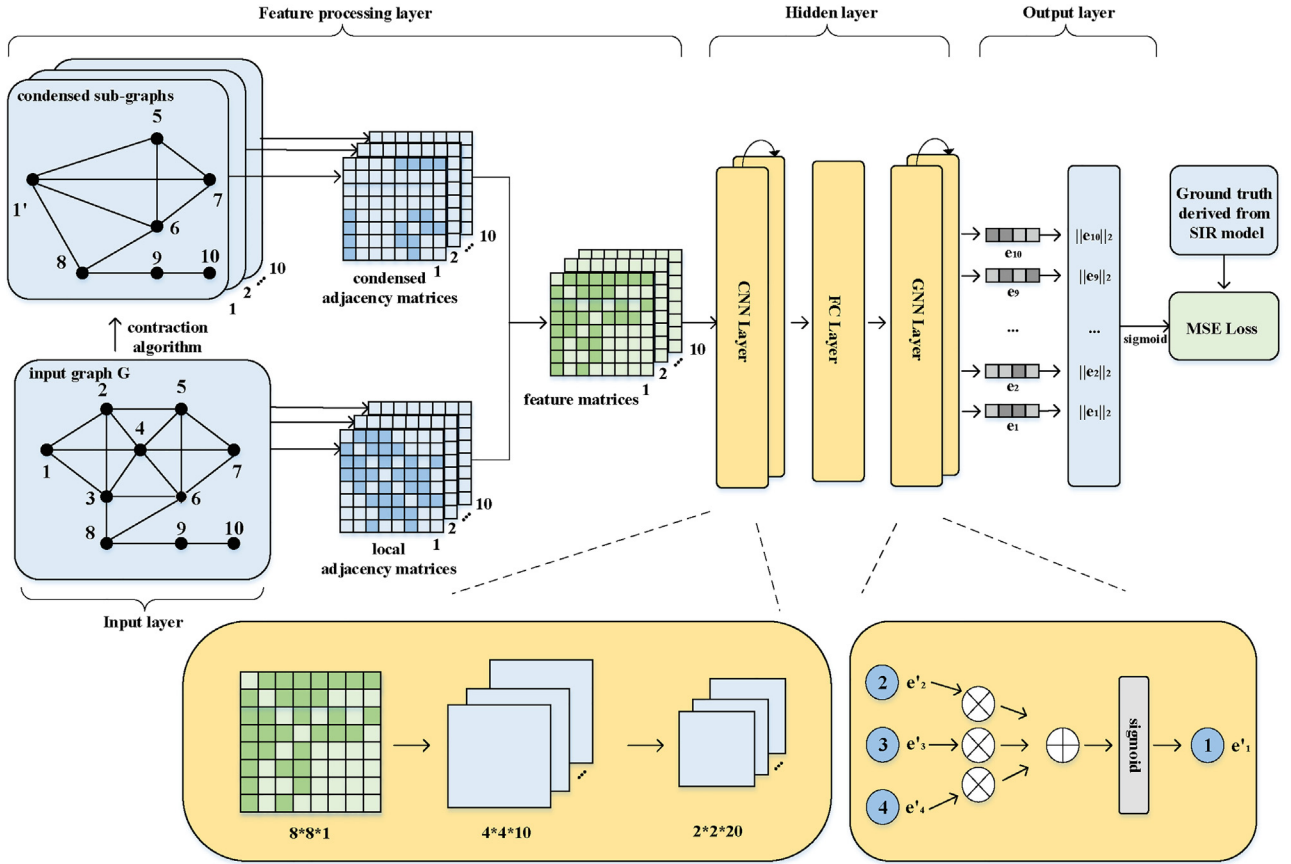 Feature processing layer
Hidden layer
Output layer
condensed sub-graphs
5
7
1'
6
8
9
10
1
2
...
10
condensed
adjacency matrices
1
2
...
10
contraction
algorithm
input graph G
2
5
4
1
7
3
6
8
9
10
local
adjacency matrices
1
2
...
10
Input layer
feature matrices
1
2
...
10
CNN Layer
FC Layer
GNN Layer
e₁₀
e₉
...
e₂
e₁
||e₁₀||₂
||e₉||₂
...
||e₂||₂
||e₁||₂
sigmoid
Ground truth
derived from
SIR model
MSE Loss
8*8*1
4*4*10
2*2*20
...
...
2 e'₂
3 e'₃
4 e'₄
sigmoid
1 e'₁